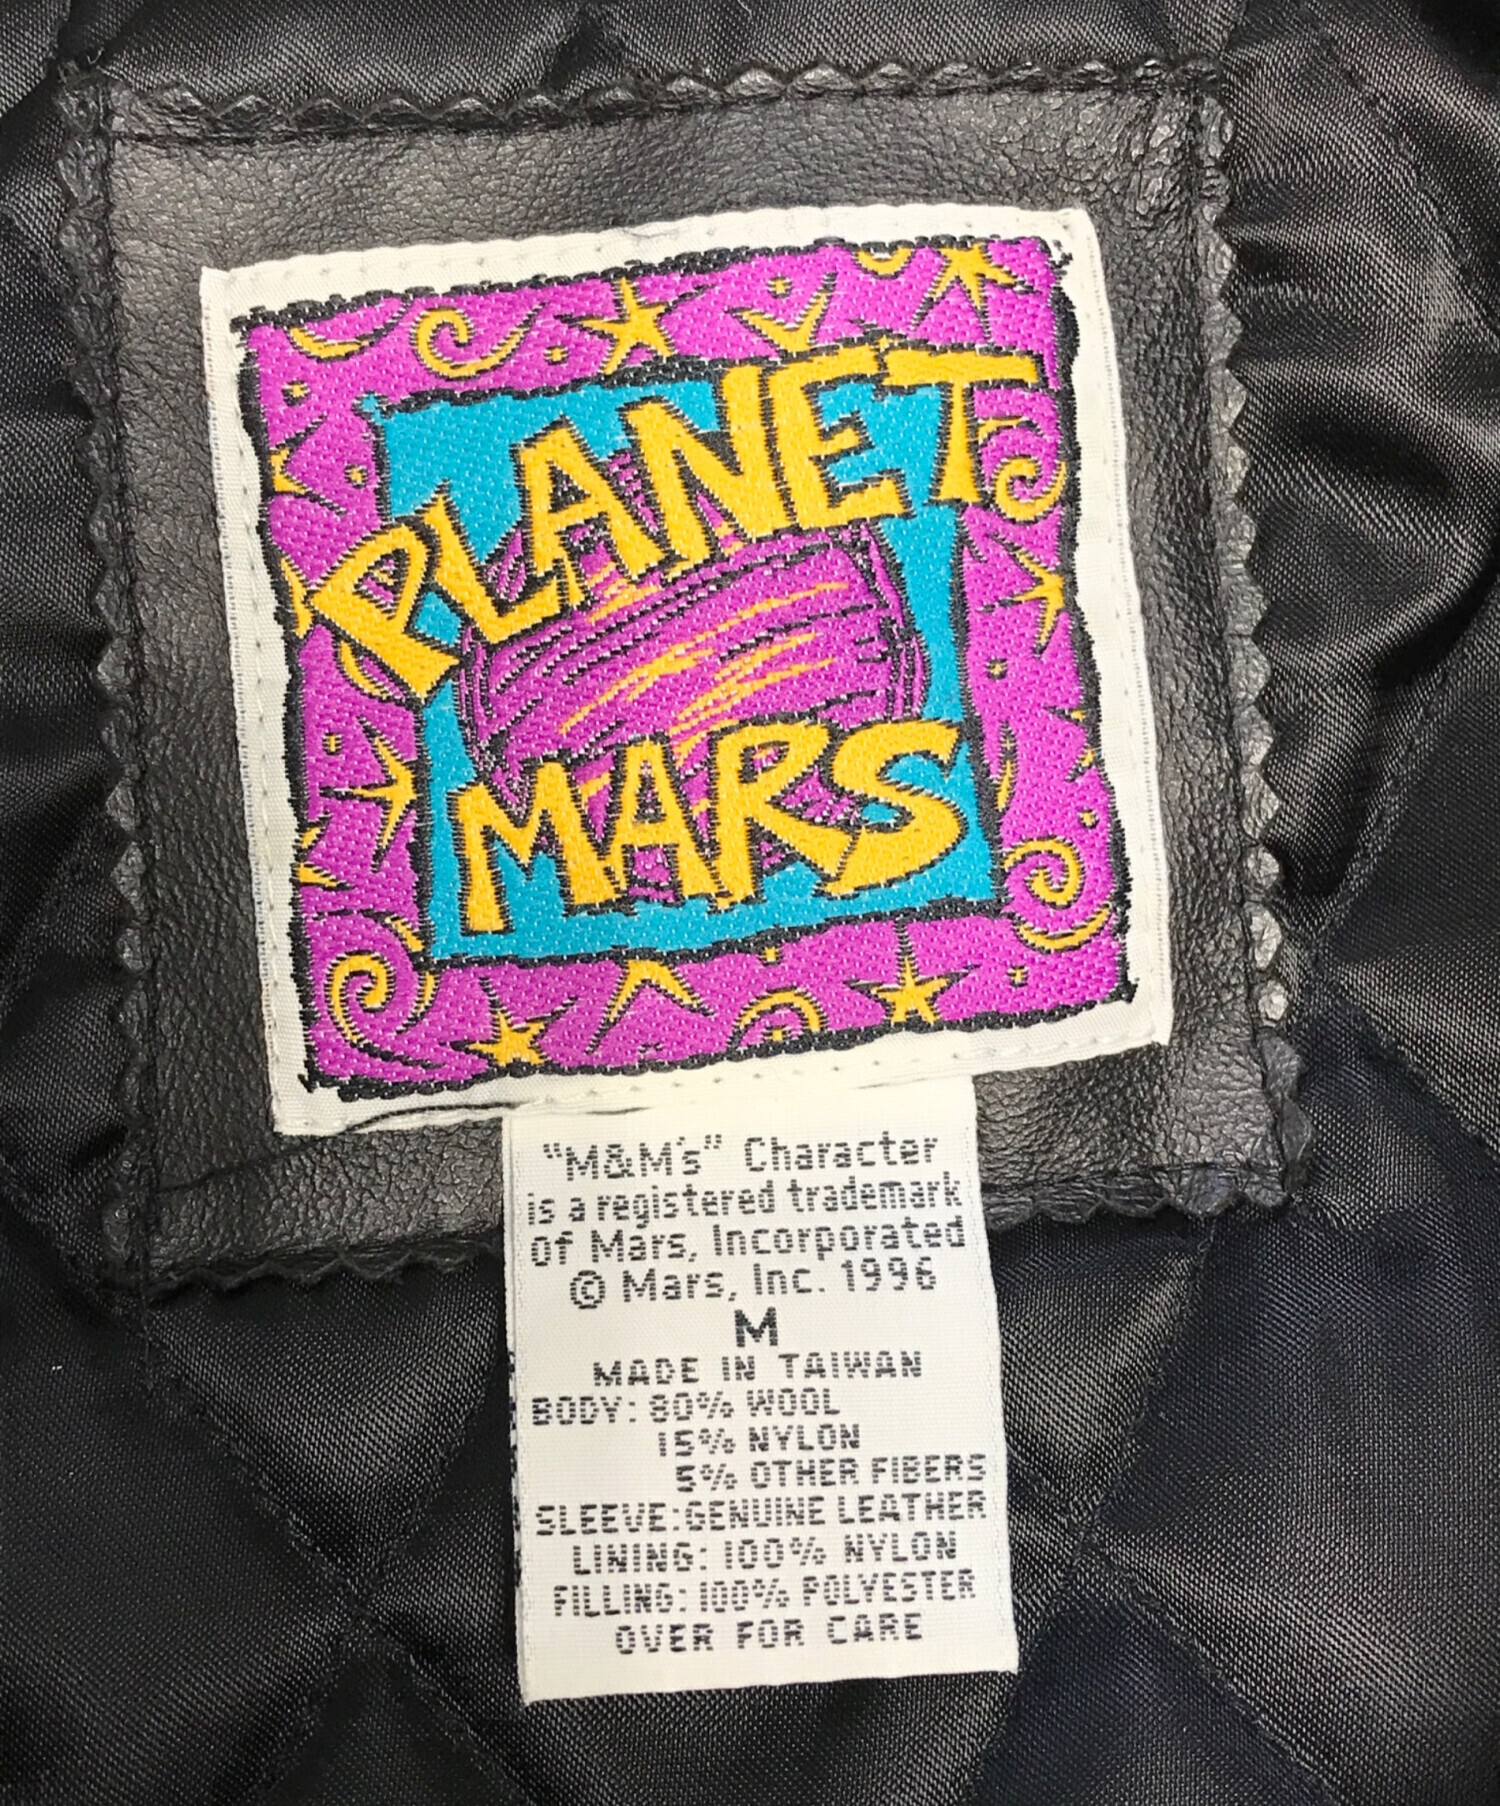 PLANET
MARS
"M&M's" Character
is a registered trademark
of Mars, Incorporated
© Mars, Inc. 1996
M
MADE IN TAIWAN
BODY: 80% WOOL
15% NYLON
5% OTHER FIBERS
SLEEVE:GENUINE LEATHER
LINING: 100% NYLON
FILLING: 100% POLYESTER
OVER FOR CARE